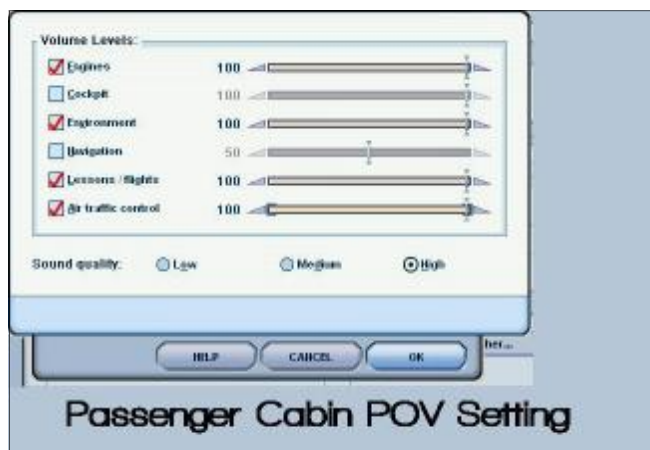 Volume Levels:
Engines 100
Cockpit 100
Environment 100
Navigation 50
Lessons / flights 100
Air traffic control 100
Sound quality: Low Medium High
her...
HELP CANCEL OK
Passenger Cabin POV Setting